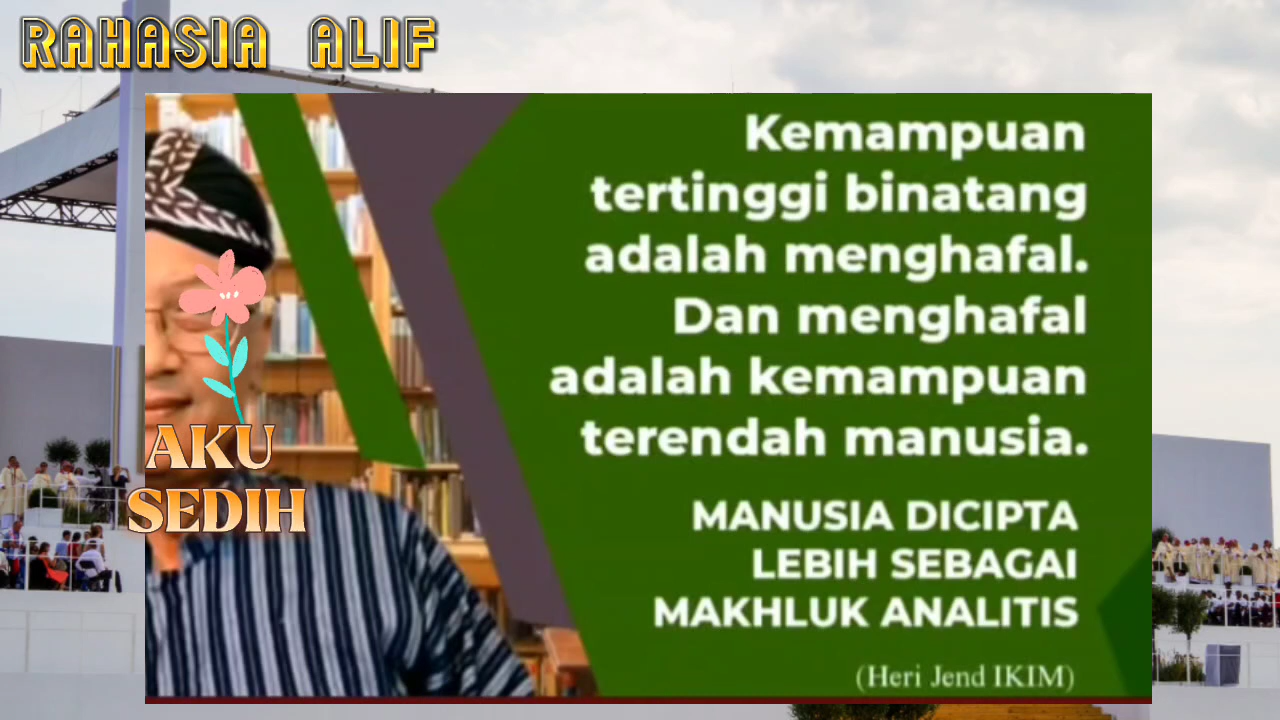 RAHASIA ALIF
Kemampuan
tertinggi binatang
adalah menghafal.
Dan menghafal
adalah kemampuan
terendah manusia.
MANUSIA DICIPTA
LEBIH SEBAGAI
MAKHLUK ANALITIS
(Heri Jend IKIM)
AKU
SEDIH